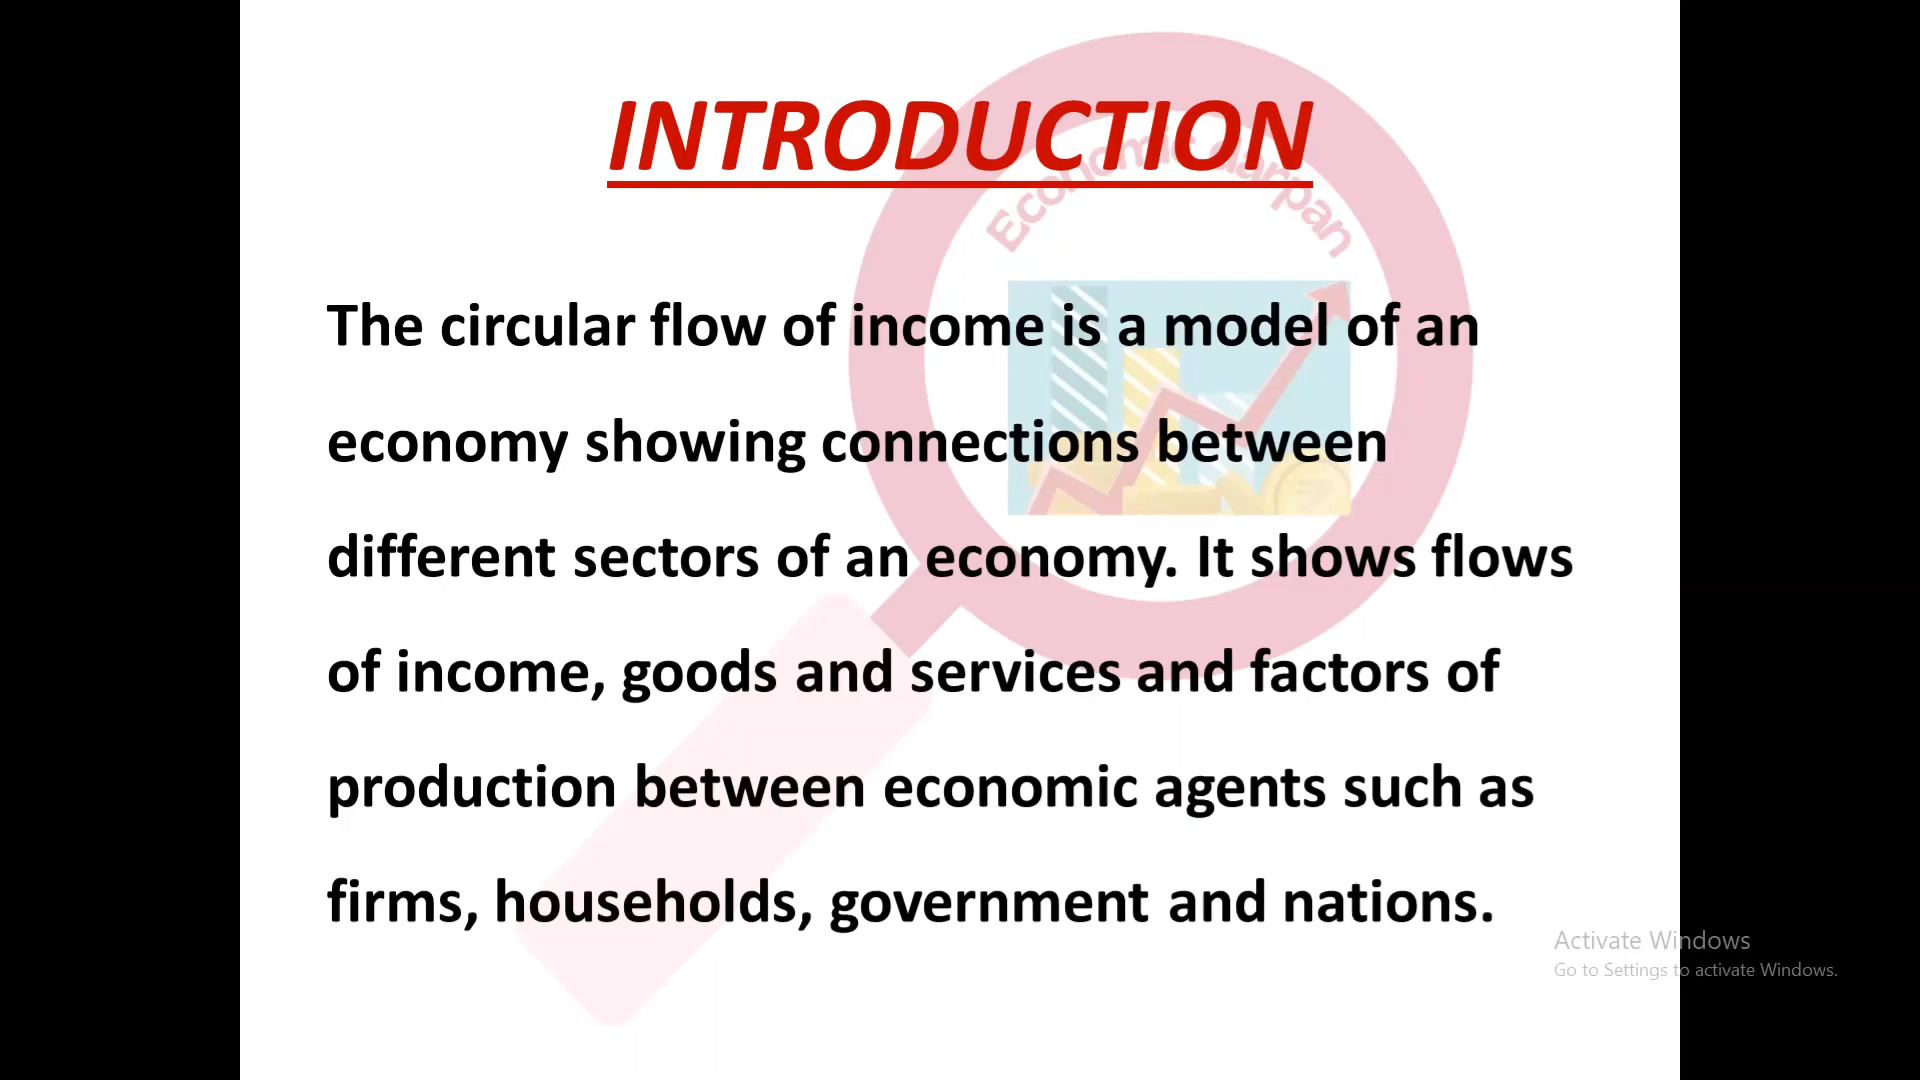 INTRODUCTION
Economic darpan
The circular flow of income is a model of an
economy showing connections between
different sectors of an economy. It shows flows
of income, goods and services and factors of
production between economic agents such as
firms, households, government and nations.
Activate Windows
Go to Settings to activate Windows.